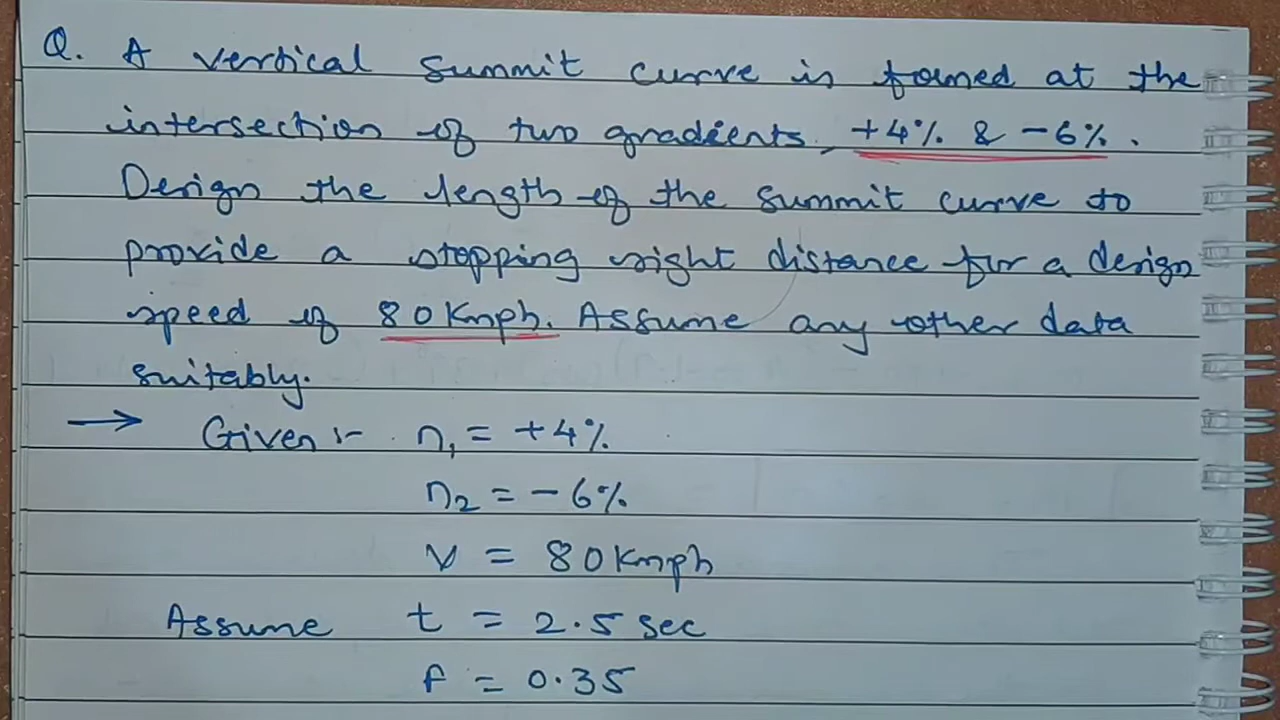 Q. A vertical summit curve is formed at the
intersection of two gradients, +4% & -6%.
Design the length of the summit curve to
provide a stopping sight distance for a design
speed of 80 Kmph. Assume any other data
suitably.
→ Given :- n₁ = +4%
n₂ = -6%
V = 80 Kmph
Assume t = 2.5 sec
f = 0.35